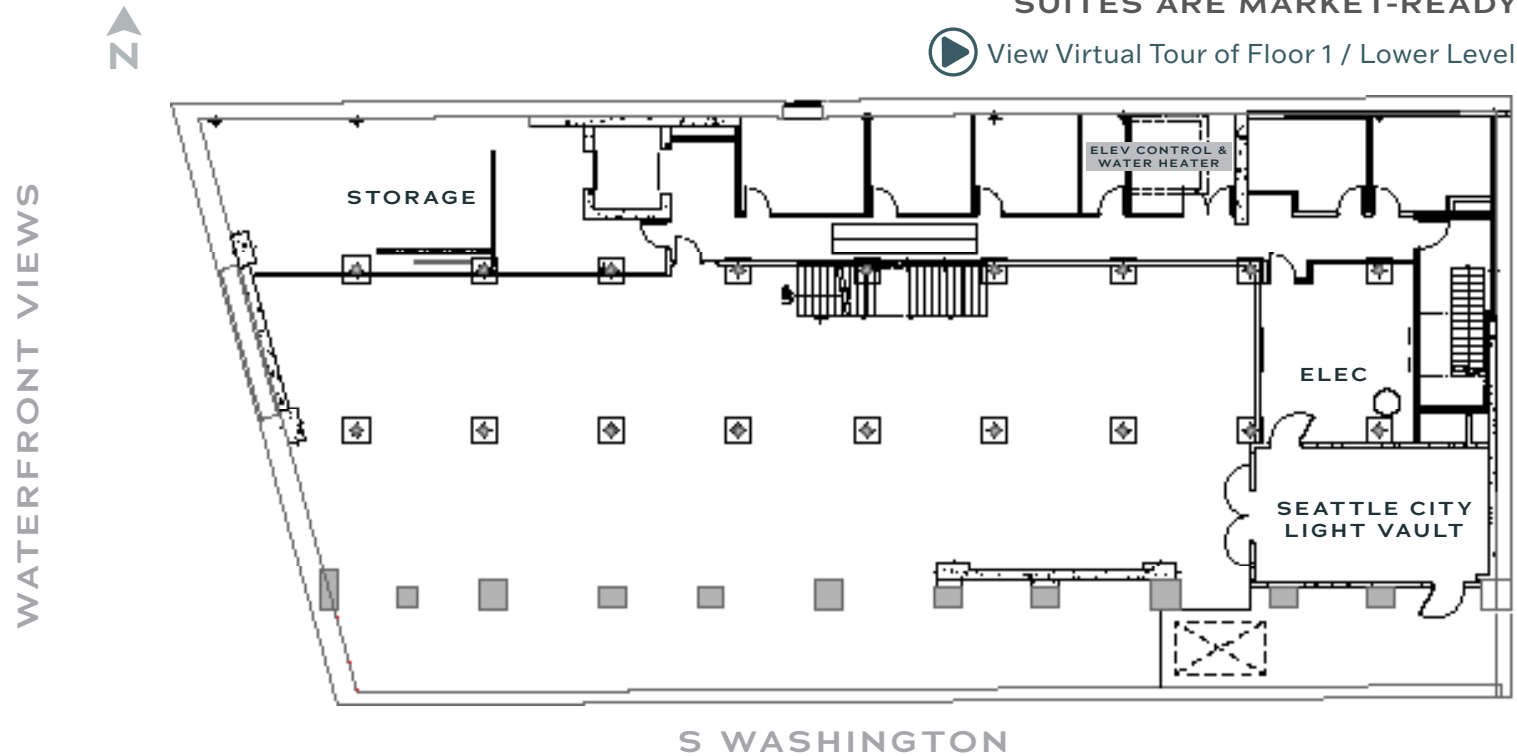 SUITES ARE MARKET-READY
N
View Virtual Tour of Floor 1 / Lower Level
ELEV CONTROL &
WATER HEATER
STORAGE
WATERFRONT VIEWS
ELEC
SEATTLE CITY
LIGHT VAULT
S WASHINGTON